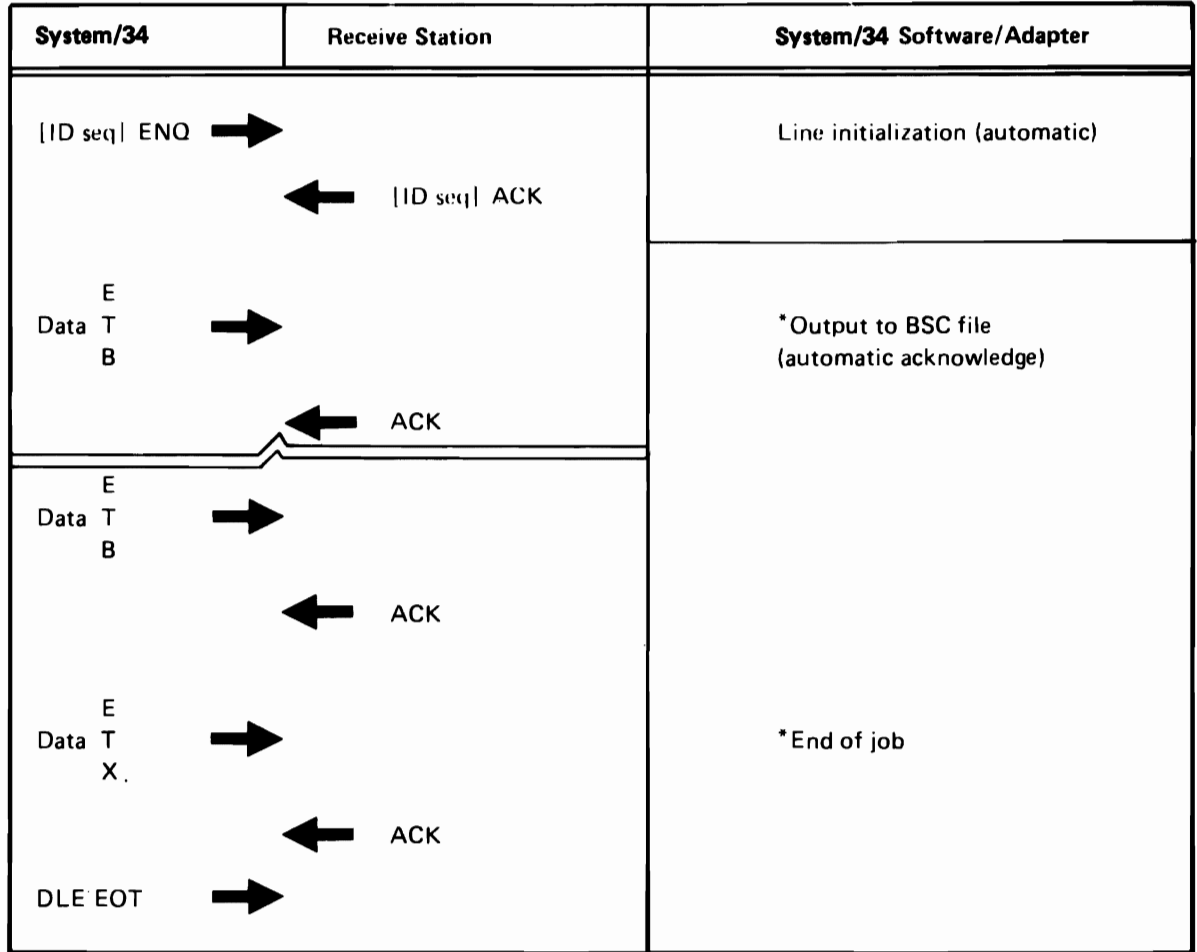 System/34
Receive Station
System/34 Software/Adapter
[ID seq] ENQ
Line initialization (automatic)
[ID seq] ACK
E
Data T
B
*Output to BSC file
(automatic acknowledge)
ACK
E
Data T
B
ACK
E
Data T
X.
*End of job
ACK
DLE EOT